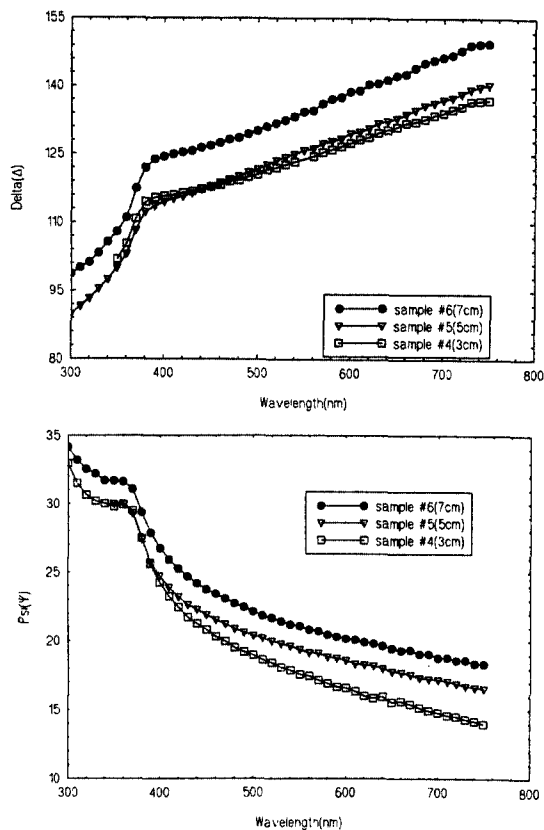 155
140
125
110
95
80
Delta(Δ)
sample #6(7cm)
sample #5(5cm)
sample #4(3cm)
300 400 500 600 700 800
Wavelength(nm)
35
30
25
20
15
10
Psi(Ψ)
sample #6(7cm)
sample #5(5cm)
sample #4(3cm)
300 400 500 600 700 800
Wavelength(nm)